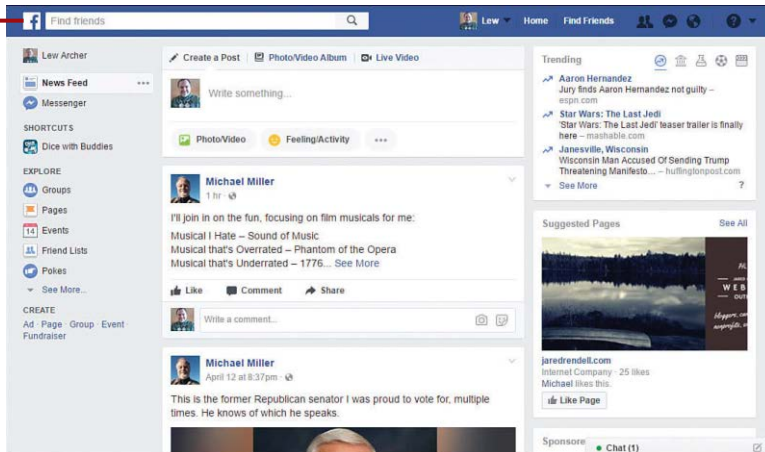 f
Find friends
Lew
Home
Find Friends
?
Lew Archer
News Feed
Messenger
SHORTCUTS
Dice with Buddies
EXPLORE
Groups
Pages
14
Events
Friend Lists
Pokes
See More..
CREATE
Ad · Page · Group · Event ·
Fundraiser
Create a Post
Photo/Video Album
Live Video
Write something...
Photo/Video
Feeling/Activity
Michael Miller
1 hr ·
I'll join in on the fun, focusing on film musicals for me:
Musical I Hate – Sound of Music
Musical that's Overrated – Phantom of the Opera
Musical that's Underrated – 1776... See More
Like
Comment
Share
Write a comment...
Michael Miller
April 12 at 8:37pm ·
This is the former Republican senator I was proud to vote for, multiple
times. He knows of which he speaks.
Trending
Aaron Hernandez
Jury finds Aaron Hernandez not guilty –
espn.com
Star Wars: The Last Jedi
'Star Wars: The Last Jedi' teaser trailer is finally
here – mashable.com
Janesville, Wisconsin
Wisconsin Man Accused Of Sending Trump
Threatening Manifesto... – huffingtonpost.com
See More
?
Suggested Pages
See All
WEB
bloggers, con
nonprofits,
jaredrendell.com
Internet Company · 25 likes
Michael likes this.
Like Page
Sponsore
Chat (1)